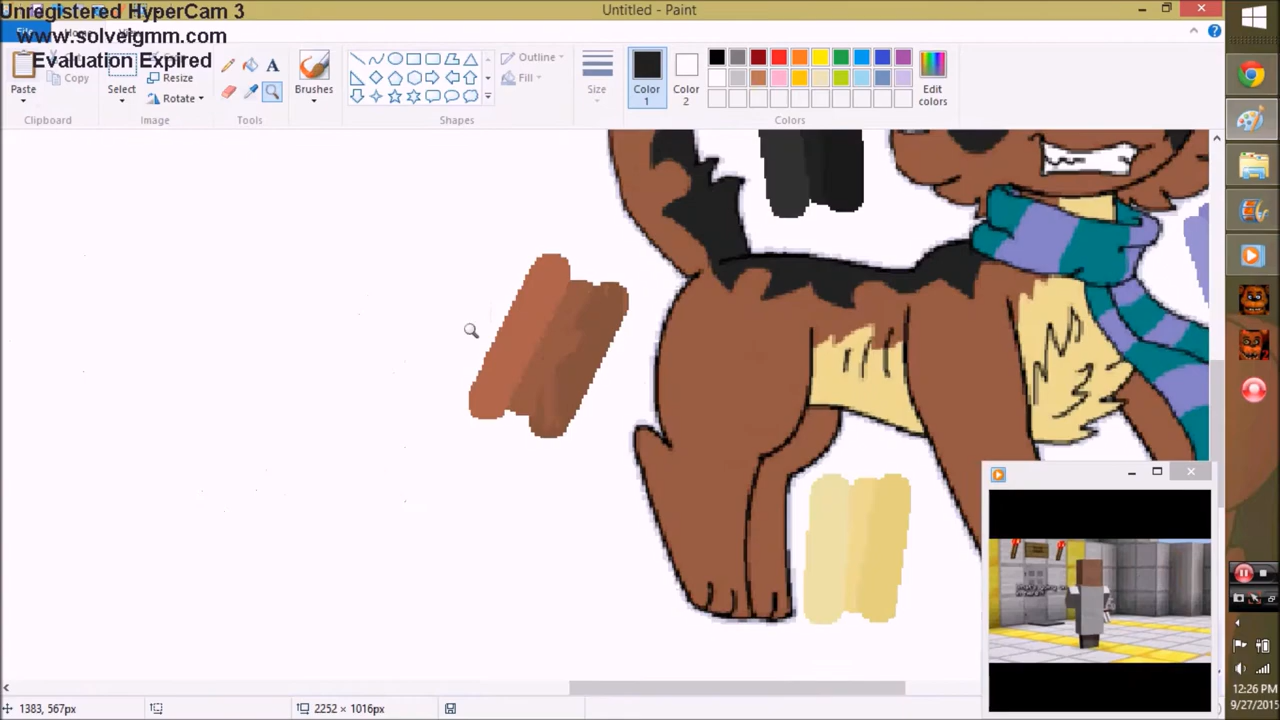 Unregistered HyperCam 3
www.solveigmm.com
Evaluation Expired
Untitled - Paint
Paste
Copy
Clipboard
Select
Resize
Rotate
Image
Tools
Brushes
Outline
Fill
Shapes
Size
Color
1
Color
2
Edit
colors
Colors
1383, 567px
2252 × 1016px
12:26 PM
9/27/2015